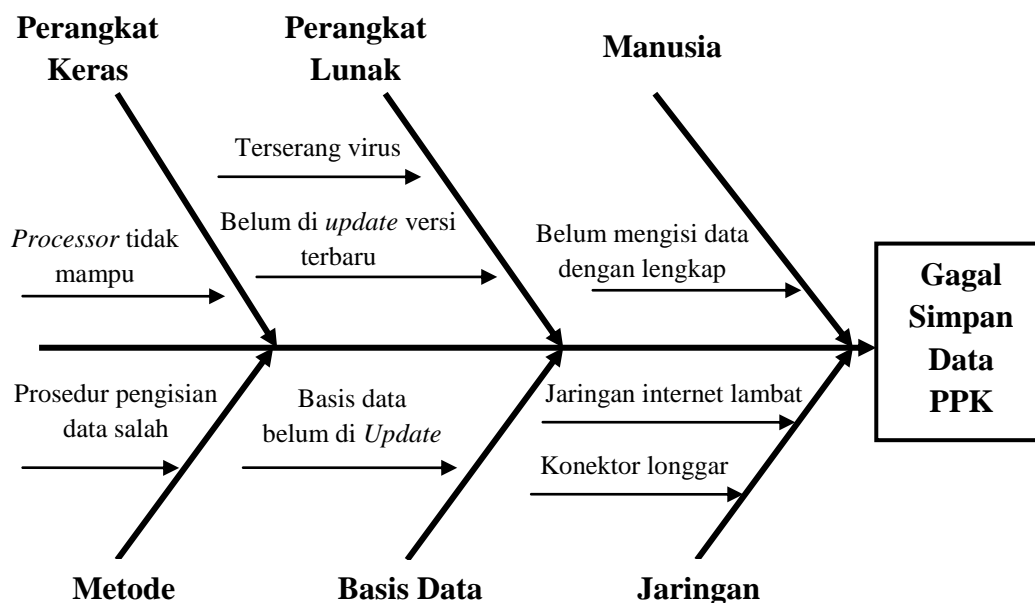 Perangkat
Keras
Perangkat
Lunak
Manusia
Terserang virus
Processor tidak
mampu
Belum di update versi
terbaru
Belum mengisi data
dengan lengkap
Gagal
Simpan
Data
PPK
Prosedur pengisian
data salah
Basis data
belum di Update
Jaringan internet lambat
Konektor longgar
Metode
Basis Data
Jaringan